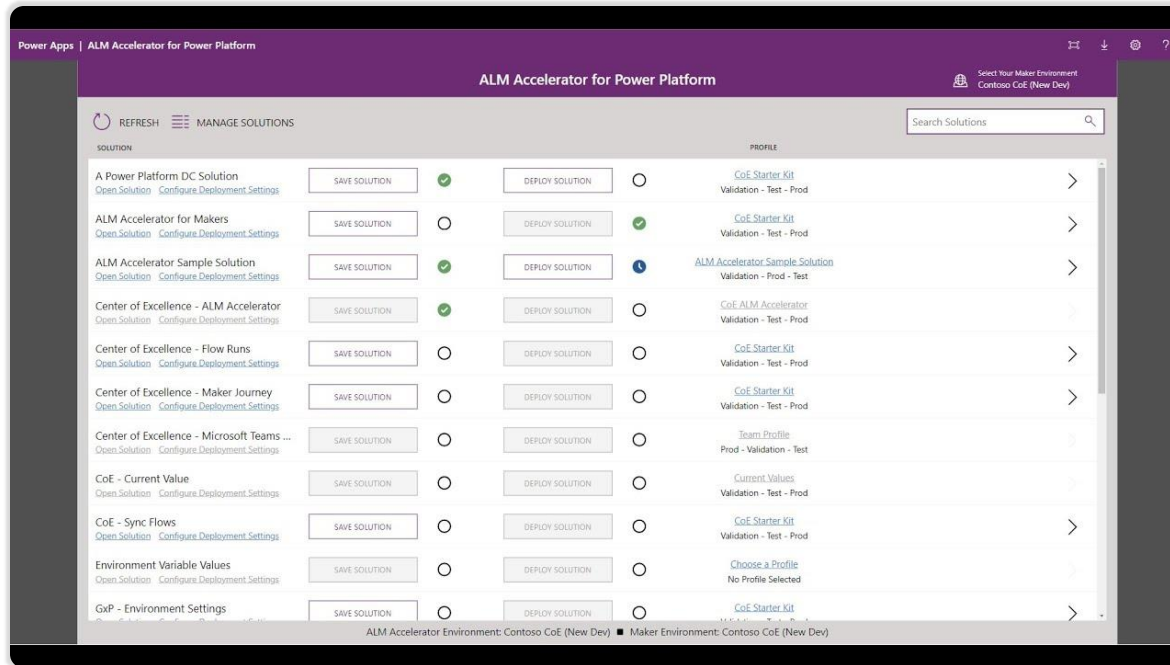 Power Apps | ALM Accelerator for Power Platform
?
ALM Accelerator for Power Platform
Select Your Maker Environment
Contoso CoE (New Dev)
REFRESH MANAGE SOLUTIONS
Search Solutions
SOLUTION PROFILE
A Power Platform DC Solution
Open Solution Configure Deployment Settings
SAVE SOLUTION DEPLOY SOLUTION
CoE Starter Kit
Validation - Test - Prod
ALM Accelerator for Makers
Open Solution Configure Deployment Settings
SAVE SOLUTION DEPLOY SOLUTION
CoE Starter Kit
Validation - Test - Prod
ALM Accelerator Sample Solution
Open Solution Configure Deployment Settings
SAVE SOLUTION DEPLOY SOLUTION
ALM Accelerator Sample Solution
Validation - Prod - Test
Center of Excellence - ALM Accelerator
Open Solution Configure Deployment Settings
SAVE SOLUTION DEPLOY SOLUTION
CoE ALM Accelerator
Validation - Test - Prod
Center of Excellence - Flow Runs
Open Solution Configure Deployment Settings
SAVE SOLUTION DEPLOY SOLUTION
CoE Starter Kit
Validation - Test - Prod
Center of Excellence - Maker Journey
Open Solution Configure Deployment Settings
SAVE SOLUTION DEPLOY SOLUTION
CoE Starter Kit
Validation - Test - Prod
Center of Excellence - Microsoft Teams ...
Open Solution Configure Deployment Settings
SAVE SOLUTION DEPLOY SOLUTION
Team Profile
Prod - Validation - Test
CoE - Current Value
Open Solution Configure Deployment Settings
SAVE SOLUTION DEPLOY SOLUTION
Current Values
Validation - Test - Prod
CoE - Sync Flows
Open Solution Configure Deployment Settings
SAVE SOLUTION DEPLOY SOLUTION
CoE Starter Kit
Validation - Test - Prod
Environment Variable Values
Open Solution Configure Deployment Settings
SAVE SOLUTION DEPLOY SOLUTION
Choose a Profile
No Profile Selected
GxP - Environment Settings
SAVE SOLUTION DEPLOY SOLUTION
CoE Starter Kit
ALM Accelerator Environment: Contoso CoE (New Dev) ■ Maker Environment: Contoso CoE (New Dev)